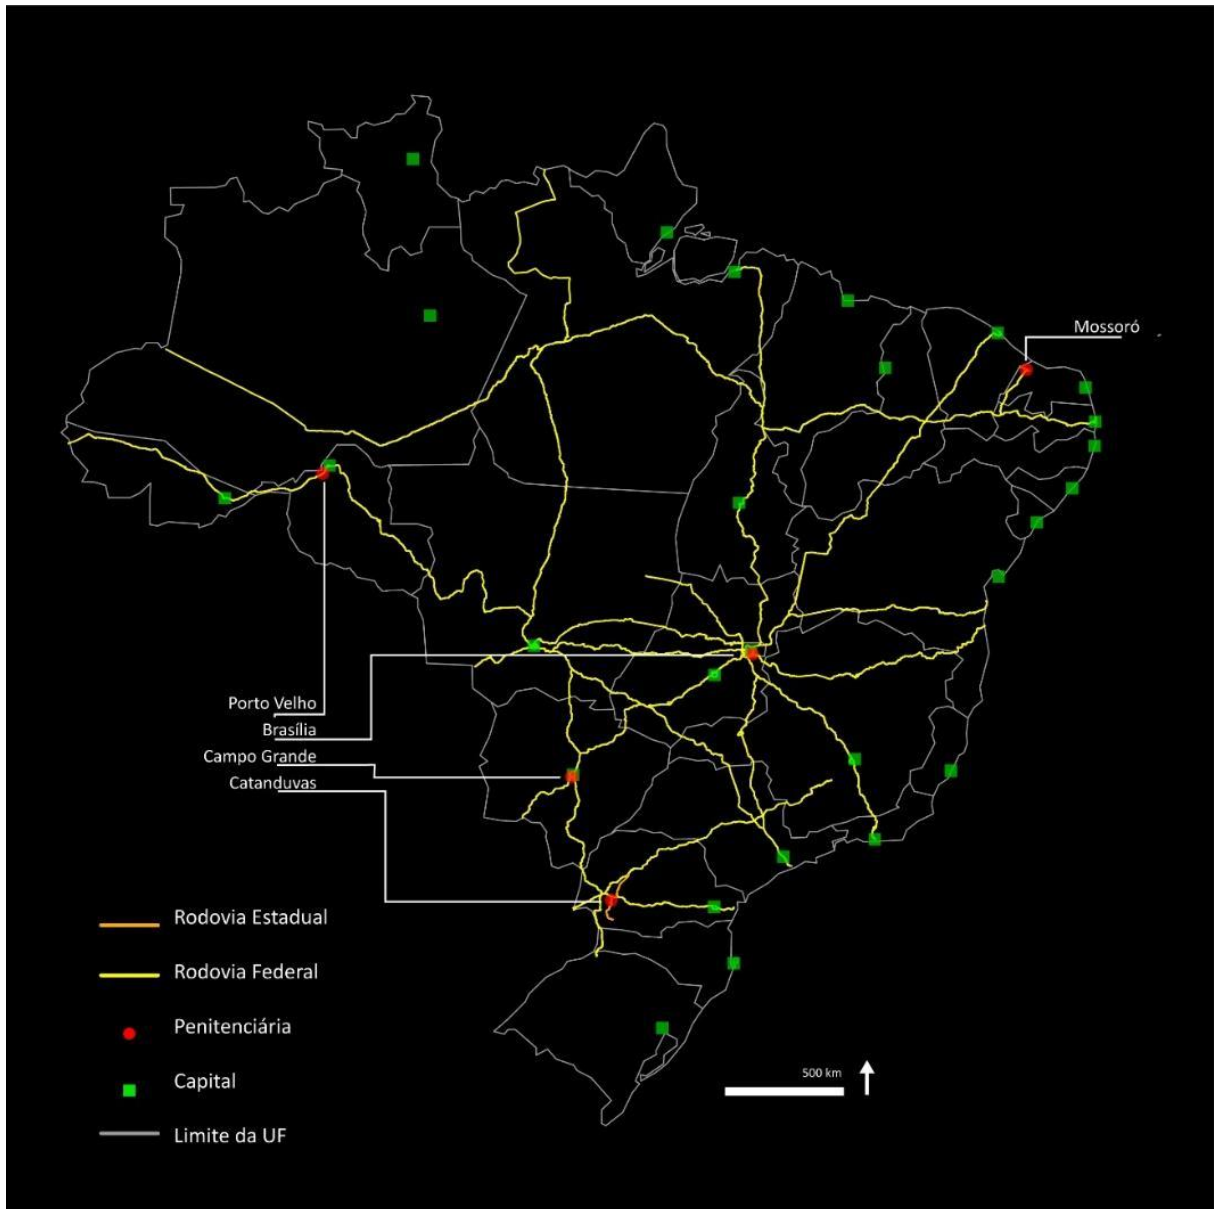 Mossoró
Porto Velho
Brasília
Campo Grande
Catanduvas
Rodovia Estadual
Rodovia Federal
Penitenciária
Capital
Limite da UF
500 km